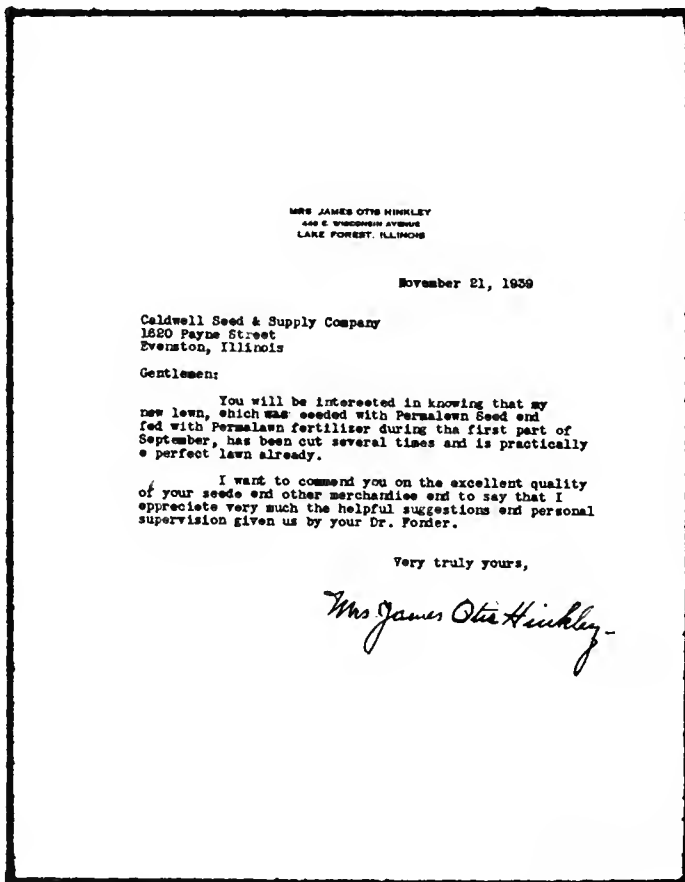 MRS JAMES OTIS HINKLEY
440 E. WISCONSIN AVENUE
LAKE FOREST, ILLINOIS
November 21, 1939
Caldwell Seed & Supply Company
1620 Payne Street
Evanston, Illinois
Gentlemen:
You will be interested in knowing that my
new lawn, which was seeded with Permalawn Seed and
fed with Permalawn fertilizer during the first part of
September, has been cut several times and is practically
a perfect lawn already.
I want to commend you on the excellent quality
of your seeds and other merchandise and to say that I
appreciate very much the helpful suggestions and personal
supervision given us by your Dr. Ponder.
Very truly yours,
Mrs. James Otis Hinkley